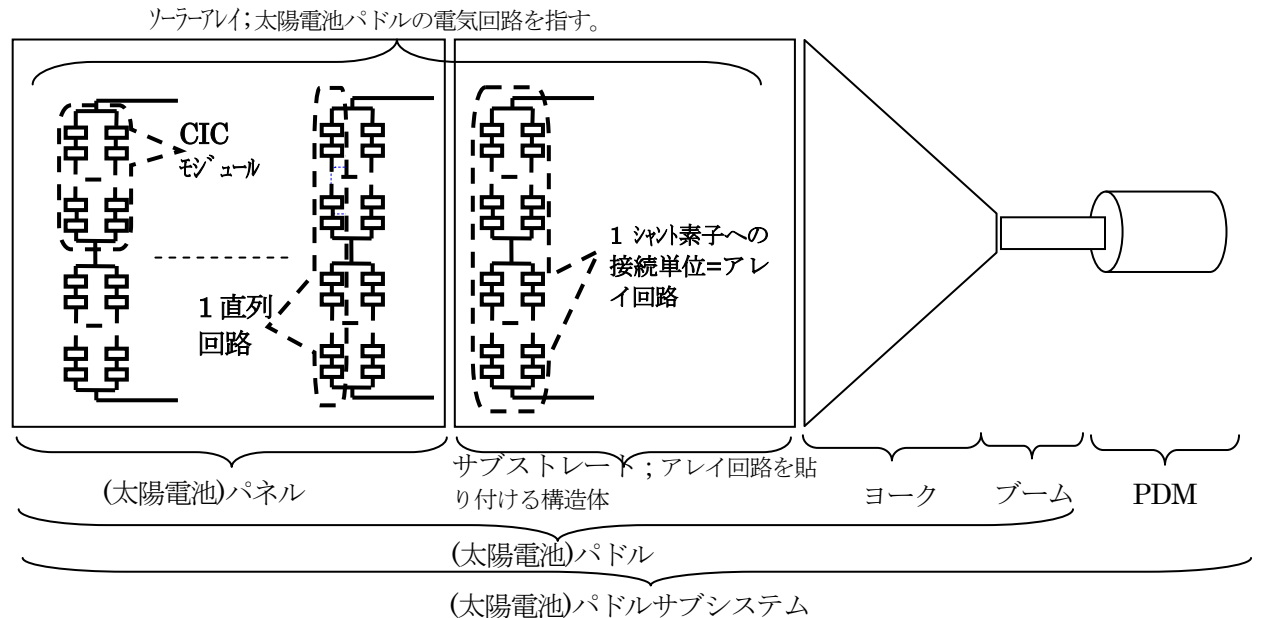 ｿｰﾗｰｱﾚｲ；太陽電池パドルの電気回路を指す。
CIC
ﾓｼﾞｭｰﾙ
1 直列
回路
1 ｼｬﾝﾄ素子への
接続単位=アレ
イ回路
サブストレート；アレイ回路を貼
り付ける構造体
(太陽電池)パネル
ヨーク
ブーム
PDM
(太陽電池)パドル
(太陽電池)パドルサブシステム